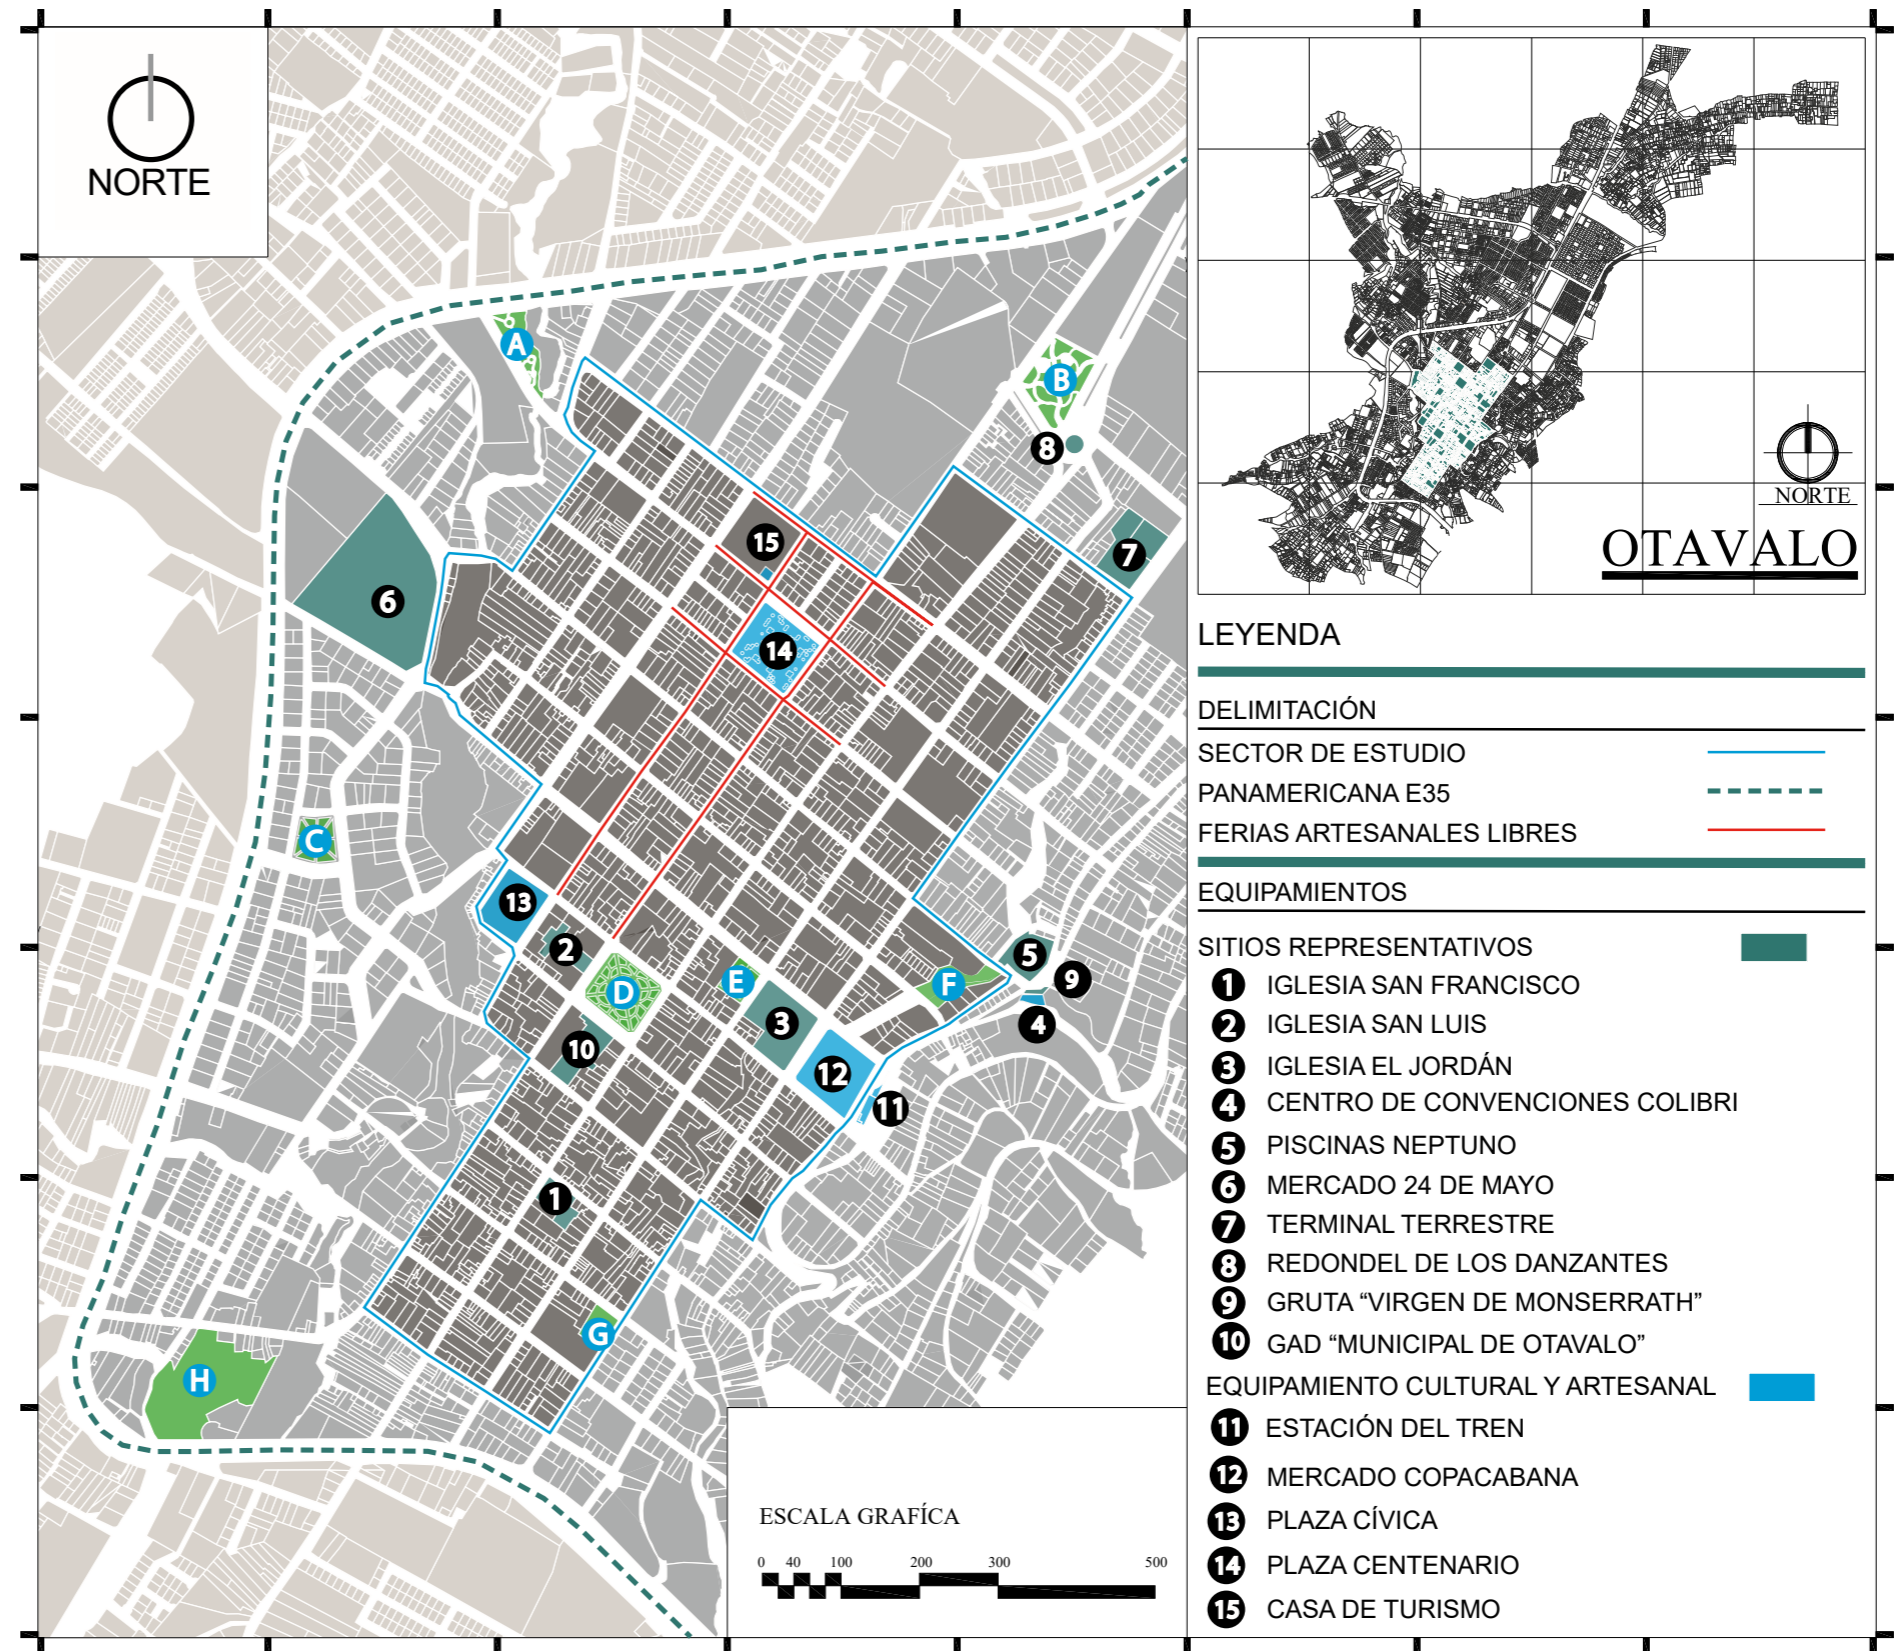 NORTE
A
B
8
15
7
6
14
C
13
2
5
9
E
F
D
3
4
10
12
11
1
G
H
ESCALA GRAFÍCA
0 40 100 200 300 500
NORTE
OTAVALO
LEYENDA
DELIMITACIÓN
SECTOR DE ESTUDIO
PANAMERICANA E35
FERIAS ARTESANALES LIBRES
EQUIPAMIENTOS
SITIOS REPRESENTATIVOS
1 IGLESIA SAN FRANCISCO
2 IGLESIA SAN LUIS
3 IGLESIA EL JORDÁN
4 CENTRO DE CONVENCIONES COLIBRI
5 PISCINAS NEPTUNO
6 MERCADO 24 DE MAYO
7 TERMINAL TERRESTRE
8 REDONDEL DE LOS DANZANTES
9 GRUTA “VIRGEN DE MONSERRATH”
10 GAD “MUNICIPAL DE OTAVALO”
EQUIPAMIENTO CULTURAL Y ARTESANAL
11 ESTACIÓN DEL TREN
12 MERCADO COPACABANA
13 PLAZA CÍVICA
14 PLAZA CENTENARIO
15 CASA DE TURISMO